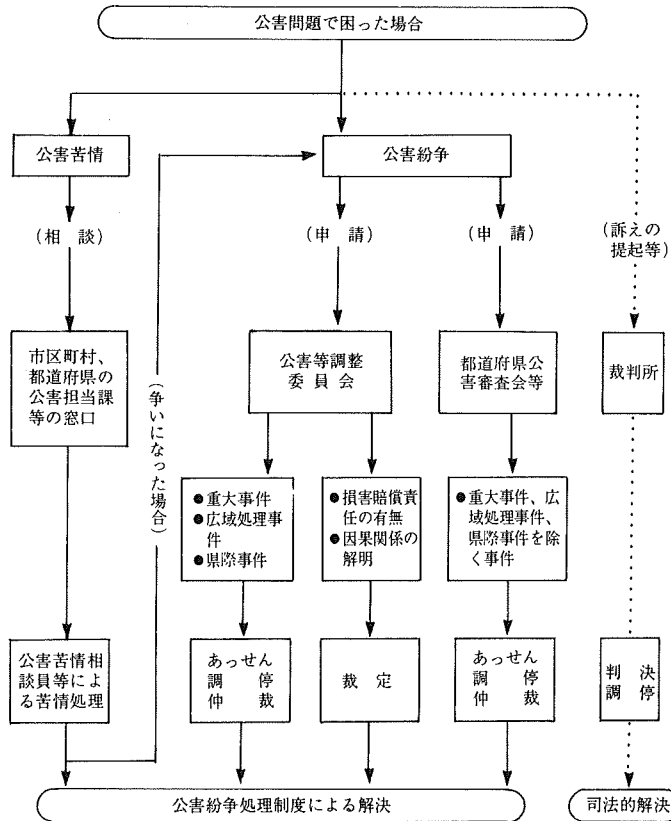 公害問題で困った場合
公害苦情
公害紛争
（相　談）
（申　請）
（申　請）
（訴えの
提起等）
市区町村、
都道府県の
公害担当課
等の窓口
（争いになった場合）
公害等調整
委員会
都道府県公
害審査会等
裁判所
●重大事件
●広域処理事
件
●県際事件
●損害賠償責
任の有無
●因果関係の
解明
●重大事件、広
域処理事件、
県際事件を除
く事件
公害苦情相
談員等によ
る苦情処理
あっせん
調　停
仲　裁
裁　定
あっせん
調　停
仲　裁
判　決
調　停
公害紛争処理制度による解決
司法的解決